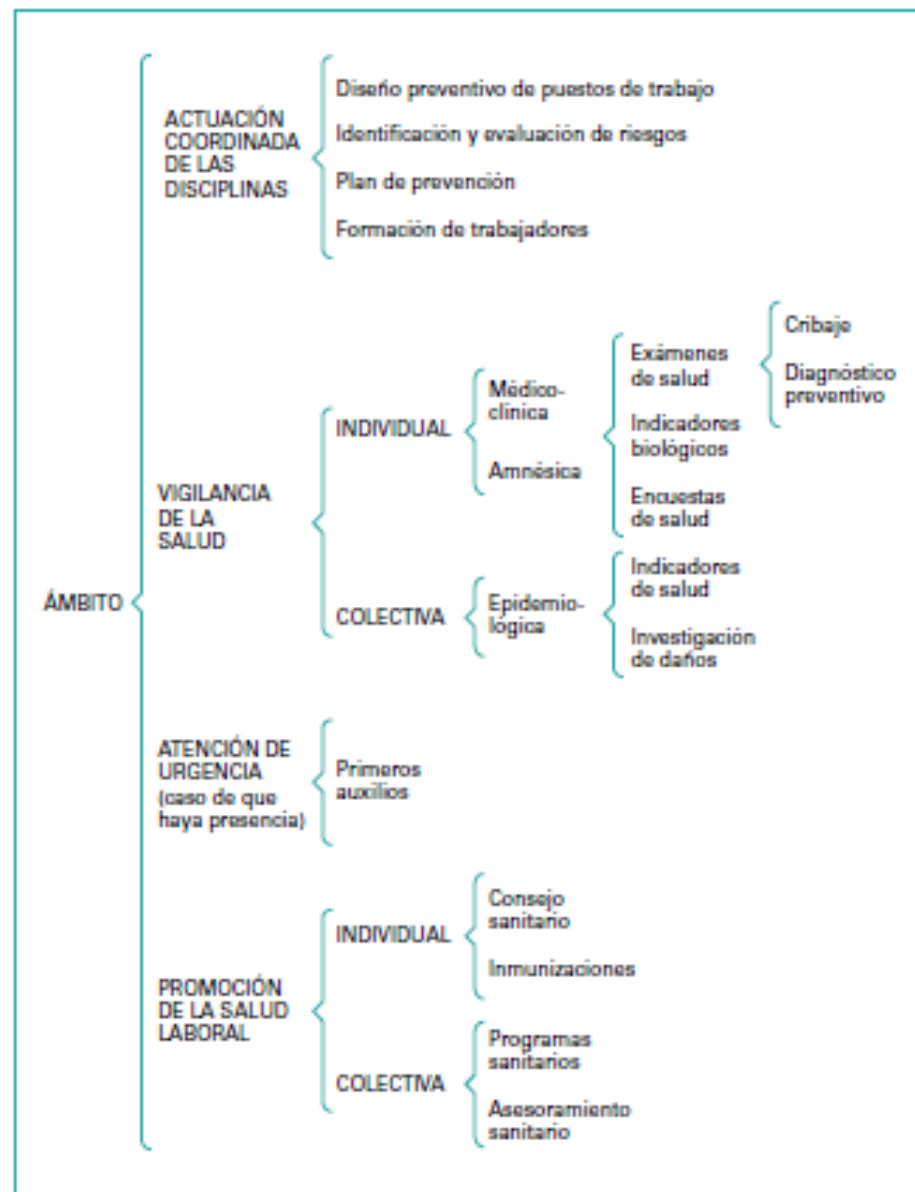 ÁMBITO
ACTUACIÓN
COORDINADA
DE LAS
DISCIPLINAS
Diseño preventivo de puestos de trabajo
Identificación y evaluación de riesgos
Plan de prevención
Formación de trabajadores
VIGILANCIA
DE LA
SALUD
INDIVIDUAL
Médico-
clínica
Amnésica
Exámenes
de salud
Cribaje
Diagnóstico
preventivo
Indicadores
biológicos
Encuestas
de salud
COLECTIVA
Epidemio-
lógica
Indicadores
de salud
Investigación
de daños
ATENCIÓN DE
URGENCIA
(caso de que
haya presencia)
Primeros
auxilios
PROMOCIÓN
DE LA SALUD
LABORAL
INDIVIDUAL
Consejo
sanitario
Inmunizaciones
COLECTIVA
Programas
sanitarios
Asesoramiento
sanitario